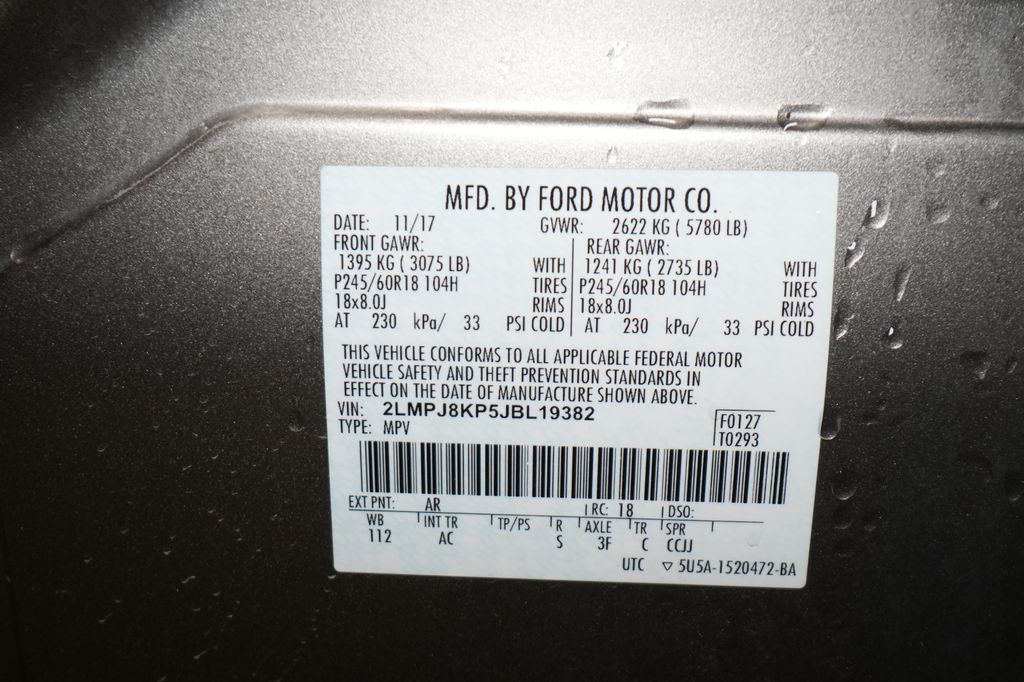 MFD. BY FORD MOTOR CO.
DATE: 11/17 GVWR: 2622 KG ( 5780 LB)
FRONT GAWR: REAR GAWR:
1395 KG ( 3075 LB) WITH 1241 KG ( 2735 LB) WITH
P245/60R18 104H TIRES P245/60R18 104H TIRES
18x8.0J RIMS 18x8.0J RIMS
AT 230 kPa/ 33 PSI COLD AT 230 kPa/ 33 PSI COLD
THIS VEHICLE CONFORMS TO ALL APPLICABLE FEDERAL MOTOR
VEHICLE SAFETY AND THEFT PREVENTION STANDARDS IN
EFFECT ON THE DATE OF MANUFACTURE SHOWN ABOVE.
VIN: 2LMPJ8KP5JBL19382 F0127
TYPE: MPV T0293
EXT PNT: AR RC: 18 DSO:
WB INT TR TP/PS R AXLE TR SPR
112 AC S 3F C CCJJ
UTC ▽ 5U5A-1520472-BA